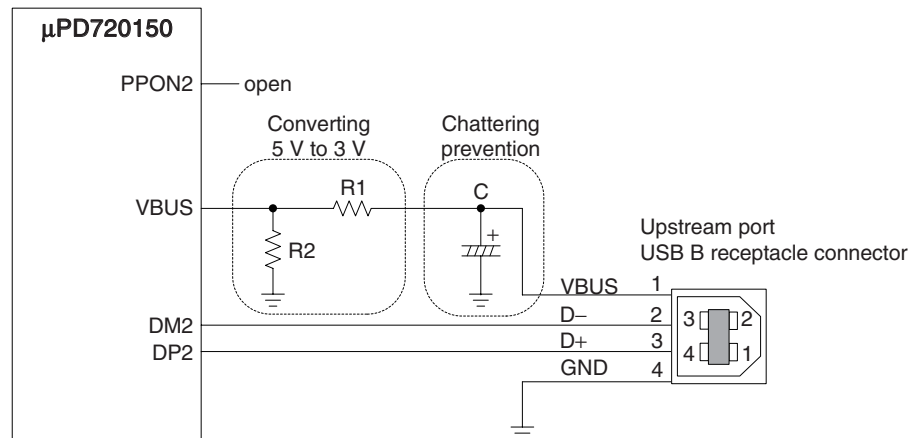 μPD720150
PPON2
open
Converting
5 V to 3 V
Chattering
prevention
R1
C
VBUS
R2
+
Upstream port
USB B receptacle connector
VBUS 1
DM2
D− 2
3 2
DP2
D+ 3
4 1
GND 4